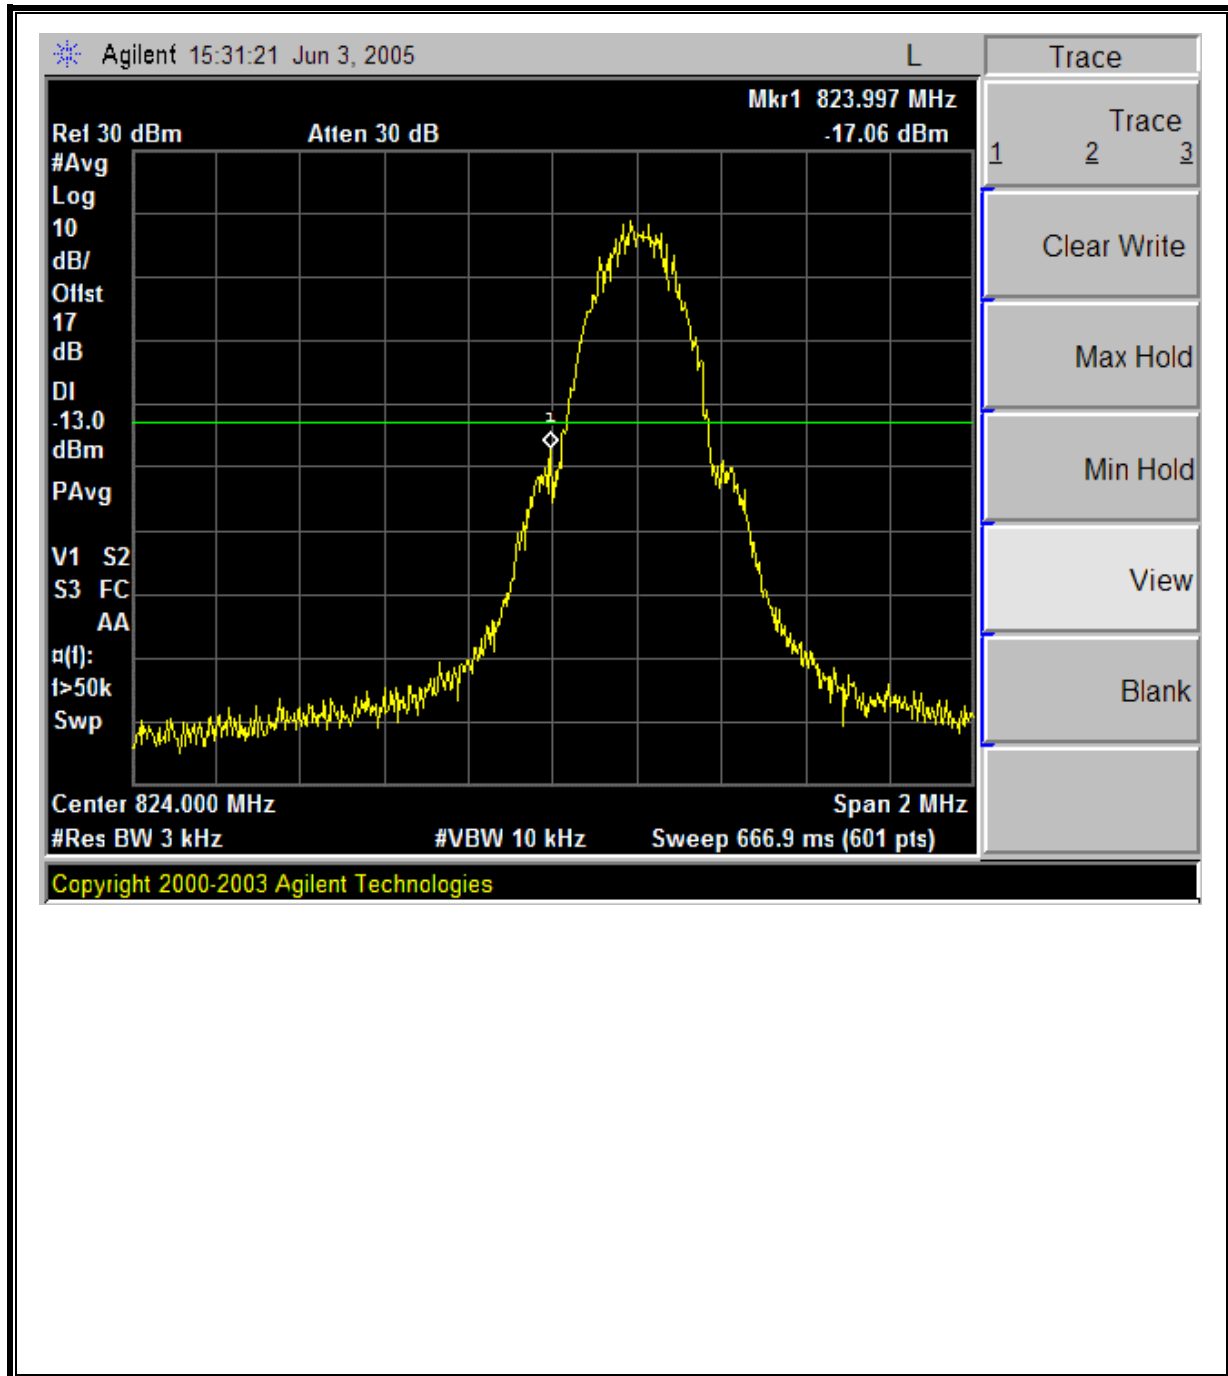 Agilent 15:31:21 Jun 3, 2005 L
Trace
Mkr1 823.997 MHz
Ref 30 dBm Atten 30 dB -17.06 dBm
#Avg
Log
10
dB/
Offst
17
dB
DI
-13.0
dBm
PAvg
V1 S2
S3 FC
AA
¤(f):
f>50k
Swp
1
Center 824.000 MHz Span 2 MHz
#Res BW 3 kHz #VBW 10 kHz Sweep 666.9 ms (601 pts)
Copyright 2000-2003 Agilent Technologies
Trace
1 2 3
Clear Write
Max Hold
Min Hold
View
Blank